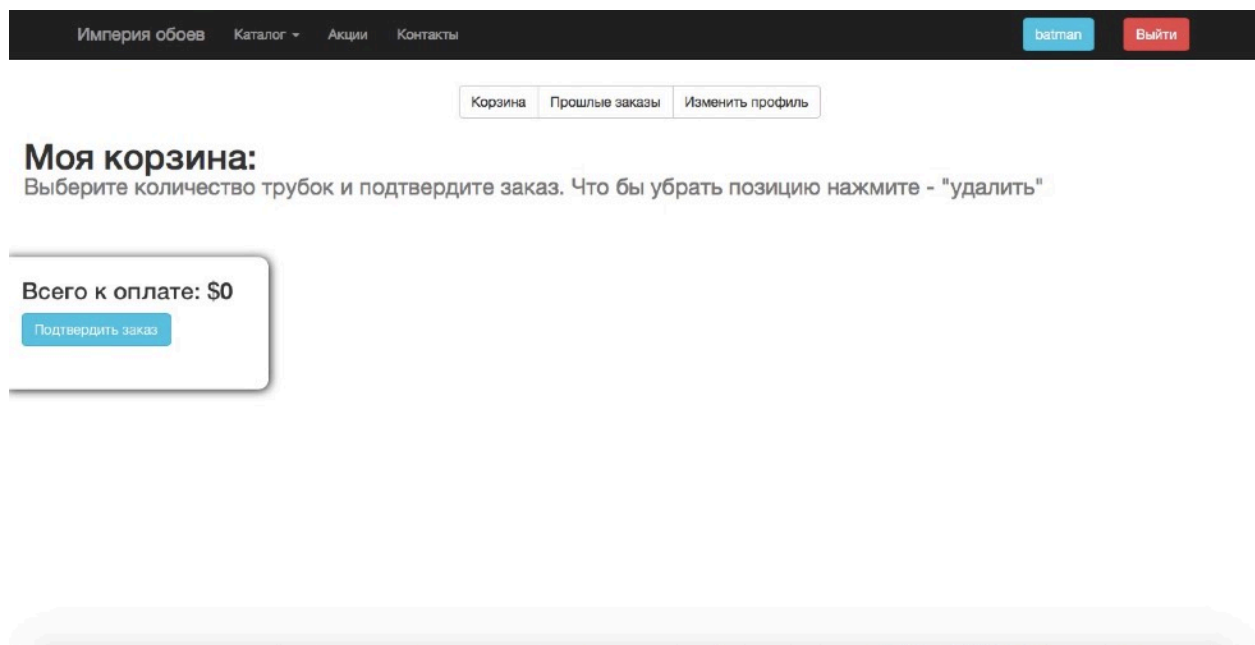 Империя обоев Каталог Акции Контакты batman Выйти
Корзина Прошлые заказы Изменить профиль
Моя корзина:
Выберите количество трубок и подтвердите заказ. Что бы убрать позицию нажмите - "удалить"
Всего к оплате: $0
Подтвердить заказ